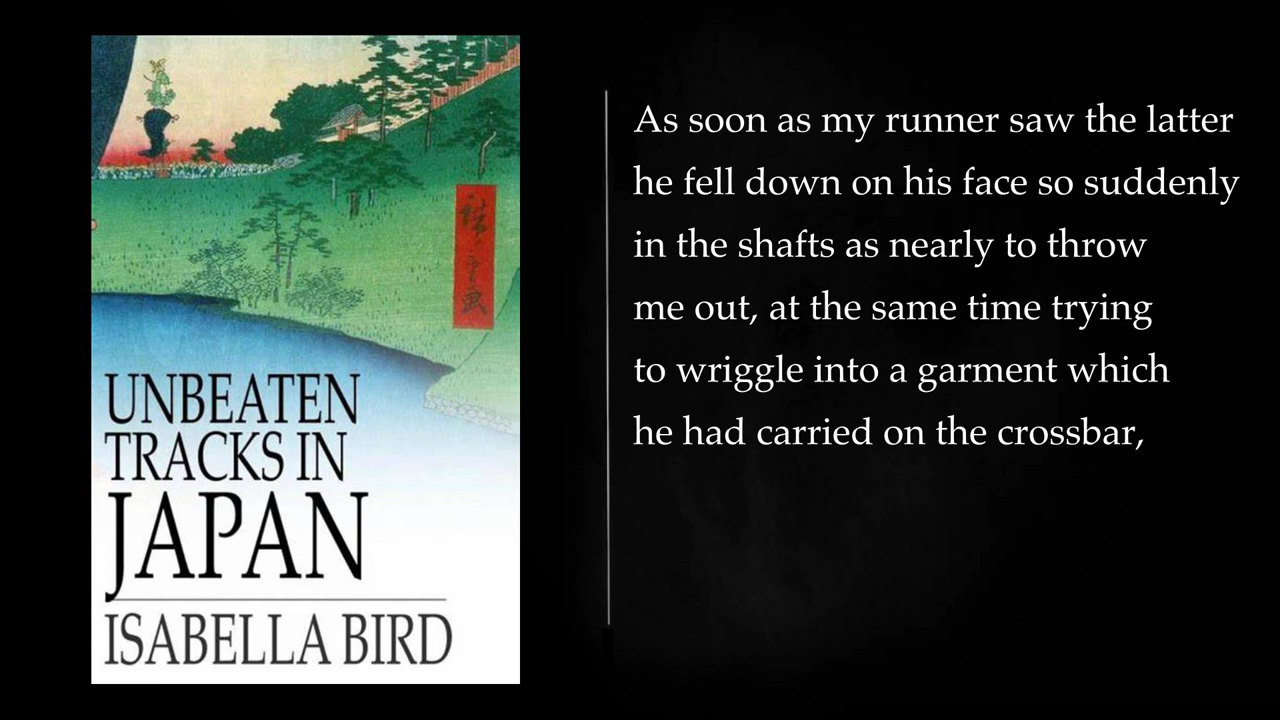 UNBEATEN
TRACKS IN
JAPAN
ISABELLA BIRD
As soon as my runner saw the latter
he fell down on his face so suddenly
in the shafts as nearly to throw
me out, at the same time trying
to wriggle into a garment which
he had carried on the crossbar,